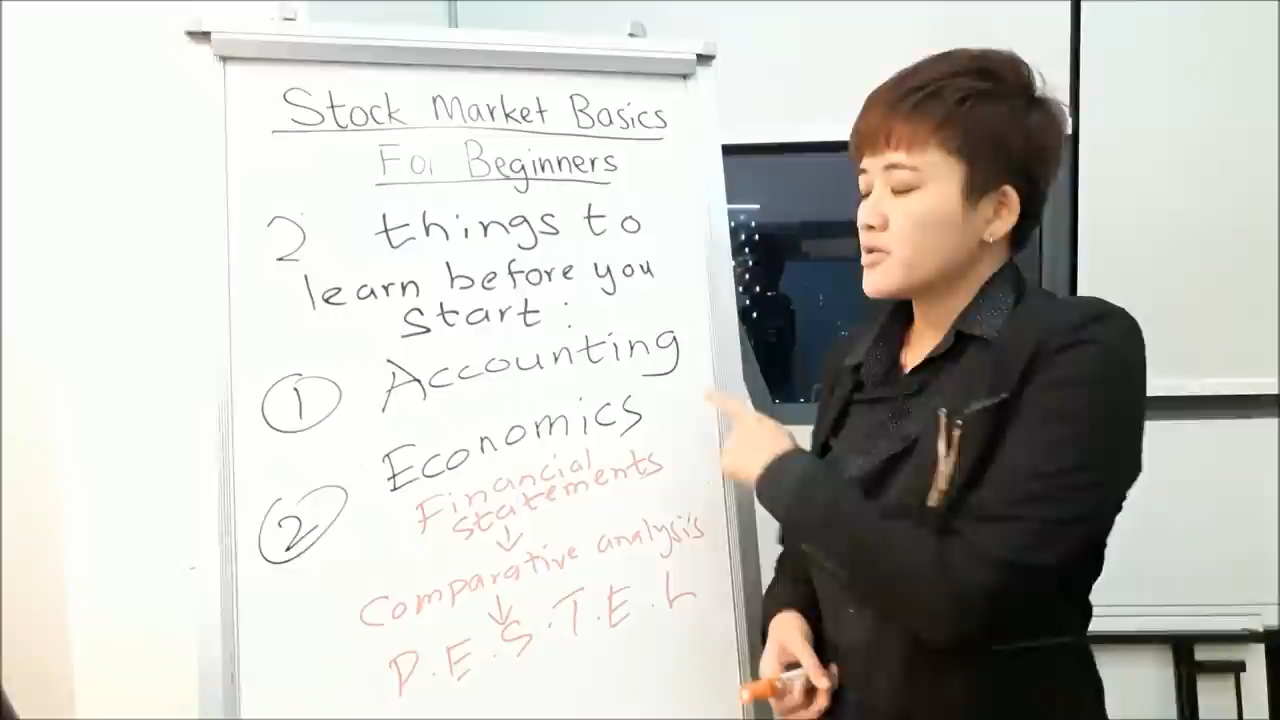 Stock Market Basics
For Beginners
2 things to
learn before you
start:
① Accounting
② Economics
Financial
statements
↓
Comparative analysis
↓
P.E.S.T.E.L